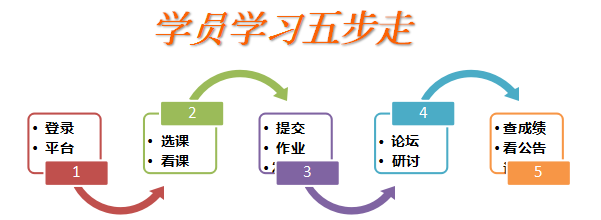 学员学习五步走
• 登录
• 平台
1
2
• 选课
• 看课
• 提交
• 作业
3
4
• 论坛
• 研讨
•查成绩
•看公告
5